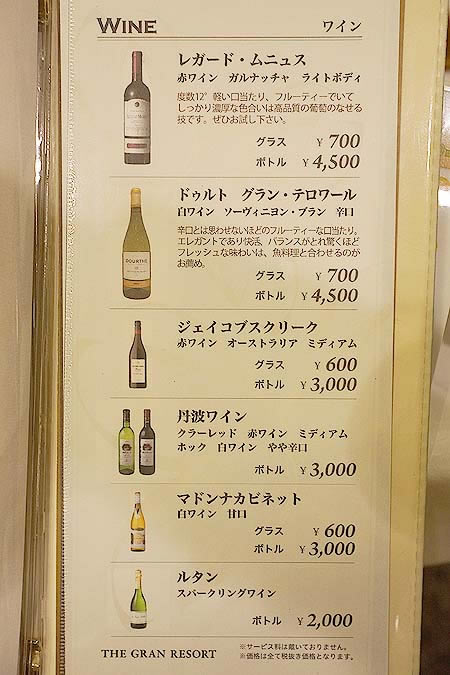 WINE ワイン
レガード・ムニュス
赤ワイン ガルナッチャ ライトボディ
度数12° 軽い口当たり、フルーティーでいて
しっかり濃厚な色合いは高品質の葡萄のなせる
技です。ぜひお試し下さい。
グラス ¥ 700
ボトル ¥ 4,500
ドゥルト グラン・テロワール
白ワイン ソーヴィニヨン・ブラン 辛口
辛口とは思わせないほどのフルーティーな口当たり。
エレガントであり快活、バランスがとれ驚くほど
フレッシュな味わいは、魚料理と合わせるのが
お薦め。
DOURTHE
グラス ¥ 700
ボトル ¥ 4,500
ジェイコブスクリーク
赤ワイン オーストラリア ミディアム
グラス ¥ 600
ボトル ¥ 3,000
丹波ワイン
クラーレッド 赤ワイン ミディアム
ホック 白ワイン やや辛口
ボトル ¥ 3,000
マドンナカビネット
白ワイン 甘口
グラス ¥ 600
ボトル ¥ 3,000
ルタン
スパークリングワイン
ボトル ¥ 2,000
THE GRAN RESORT
※サービス料は戴いておりません。
※価格は全て税抜き価格となります。